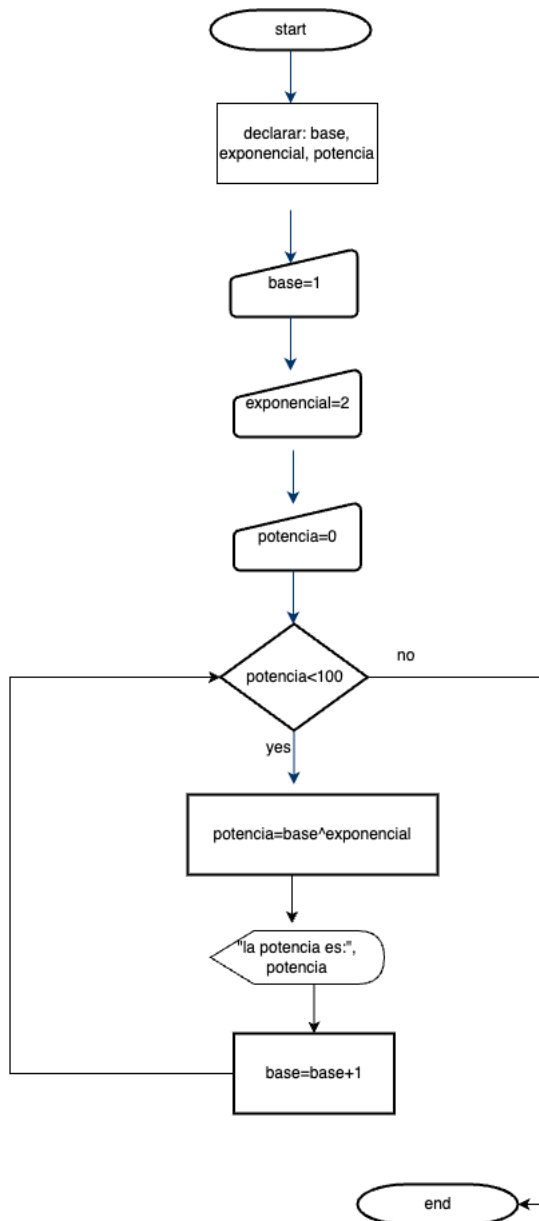 start
declarar: base,
exponencial, potencia
base=1
exponencial=2
potencia=0
potencia<100
no
yes
potencia=base^exponencial
"la potencia es:",
potencia
base=base+1
end